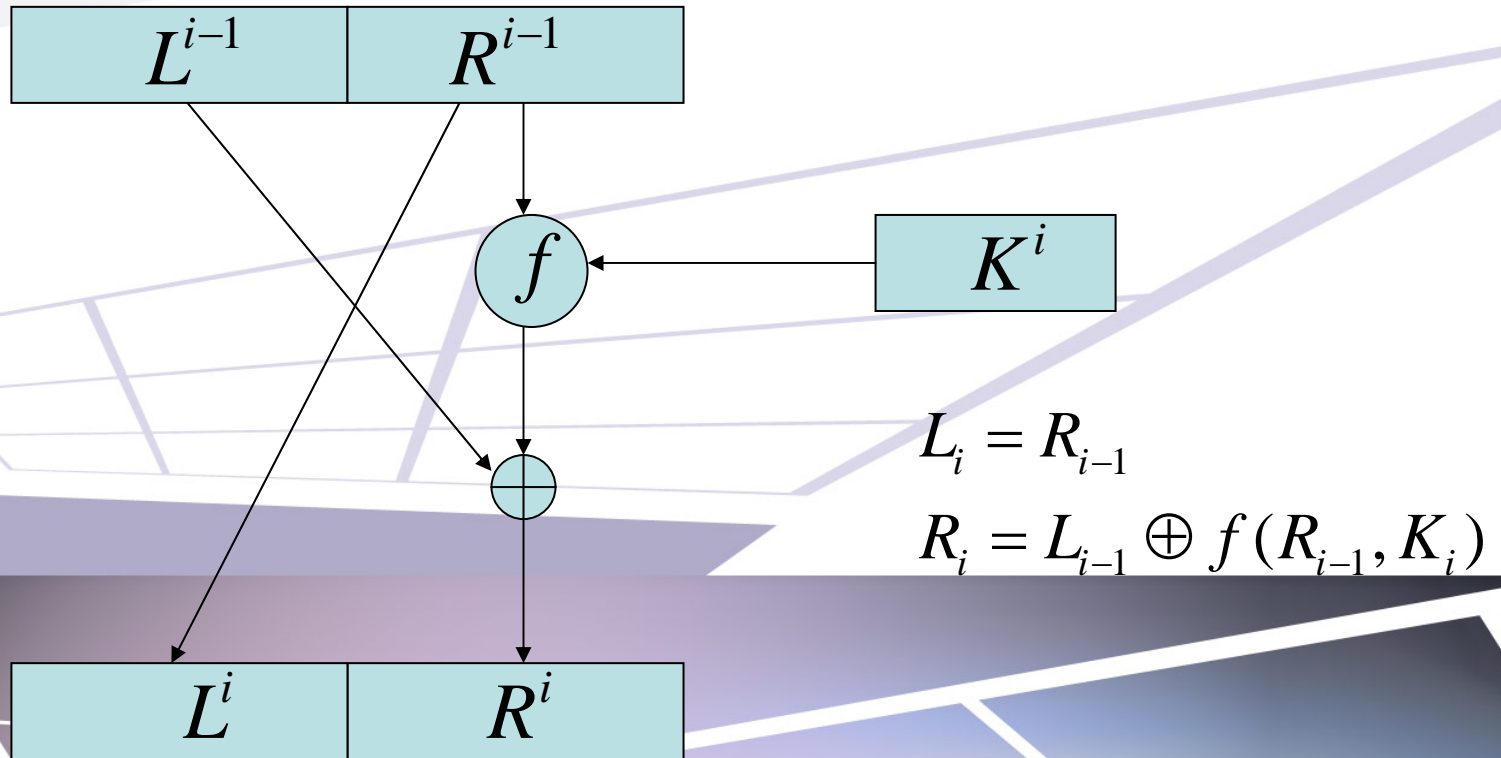 L^{i−1} R^{i−1}
f K^i
L_i = R_{i−1}
⊕
R_i = L_{i−1} ⊕ f(R_{i−1}, K_i)
L^i R^i